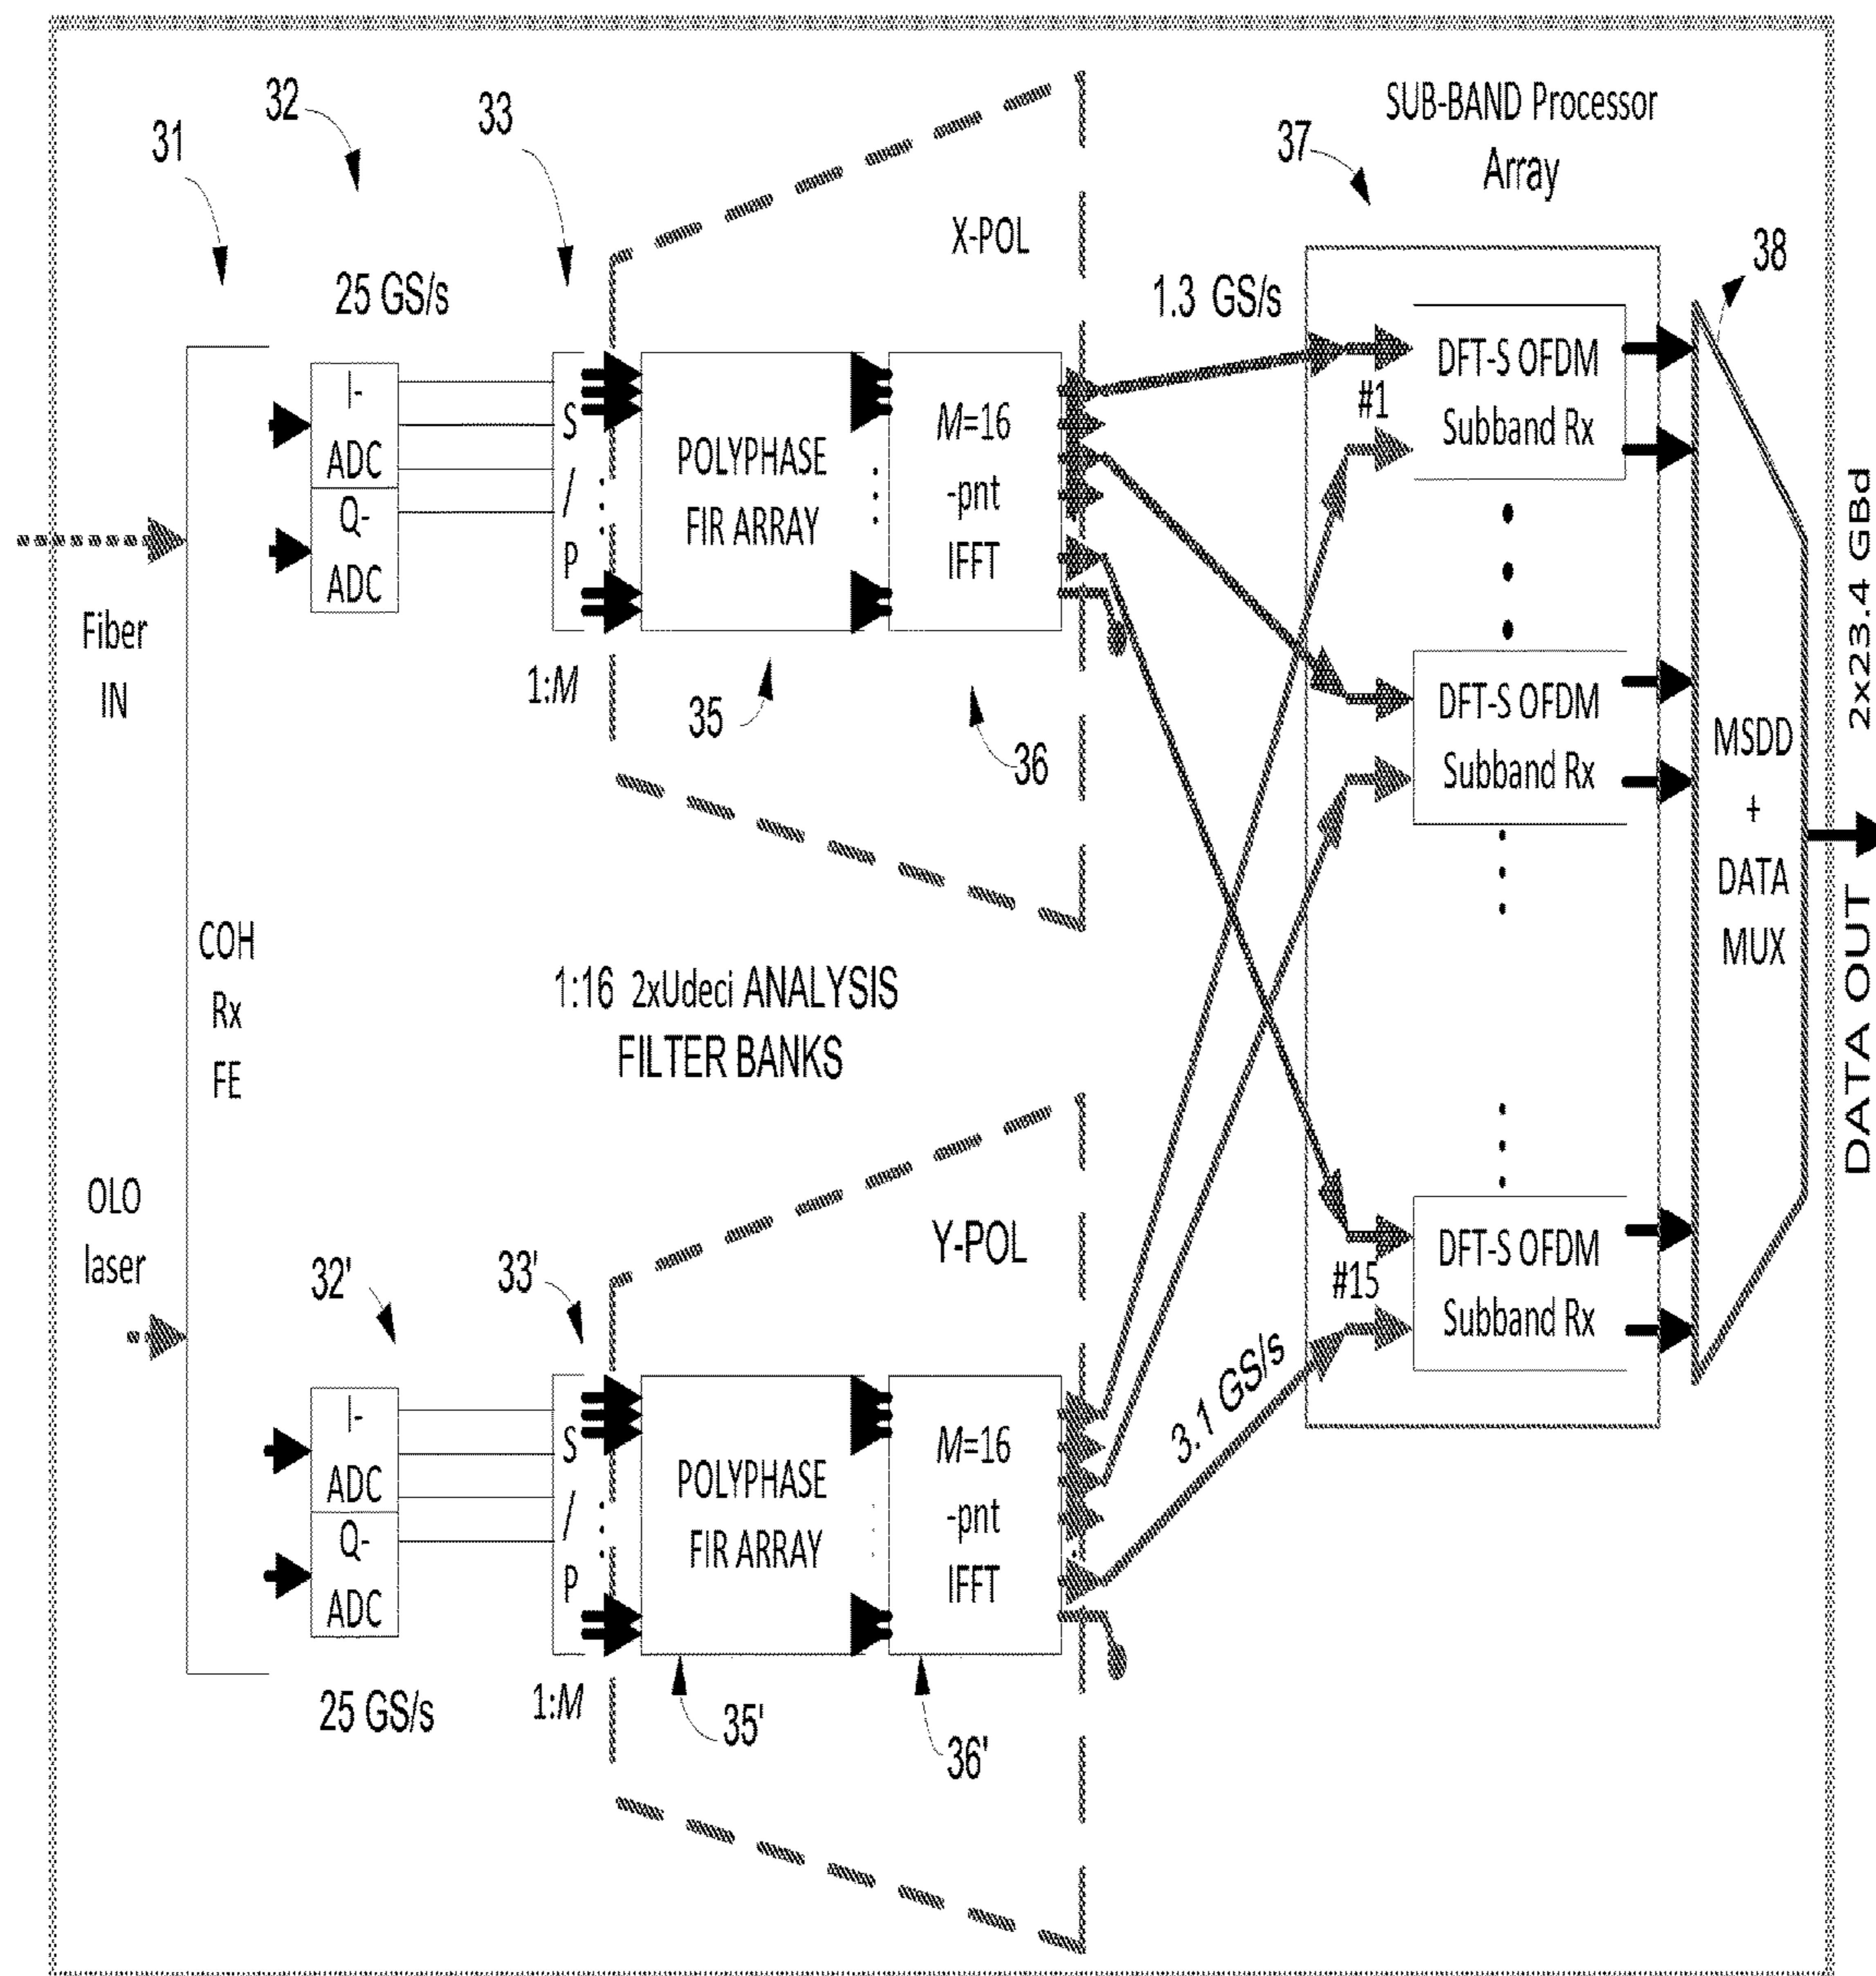 32
33
31
SUB-BAND Processor
Array
37
X-POL
38
25 GS/s
1.3 GS/s
I-
ADC
Q-
ADC
S
/
P
POLYPHASE
FIR ARRAY
M=16
-pnt
IFFT
#1
DFT-S OFDM
Subband Rx
Fiber
IN
1:M
35
36
DFT-S OFDM
Subband Rx
MSDD
+
DATA
MUX
DATA OUT 2x23.4 GBd
COH
Rx
FE
1:16 2xUdeci ANALYSIS
FILTER BANKS
OLO
laser
32'
33'
Y-POL
#15
DFT-S OFDM
Subband Rx
3.1 GS/s
I-
ADC
Q-
ADC
S
/
P
POLYPHASE
FIR ARRAY
M=16
-pnt
IFFT
25 GS/s
1:M
35'
36'